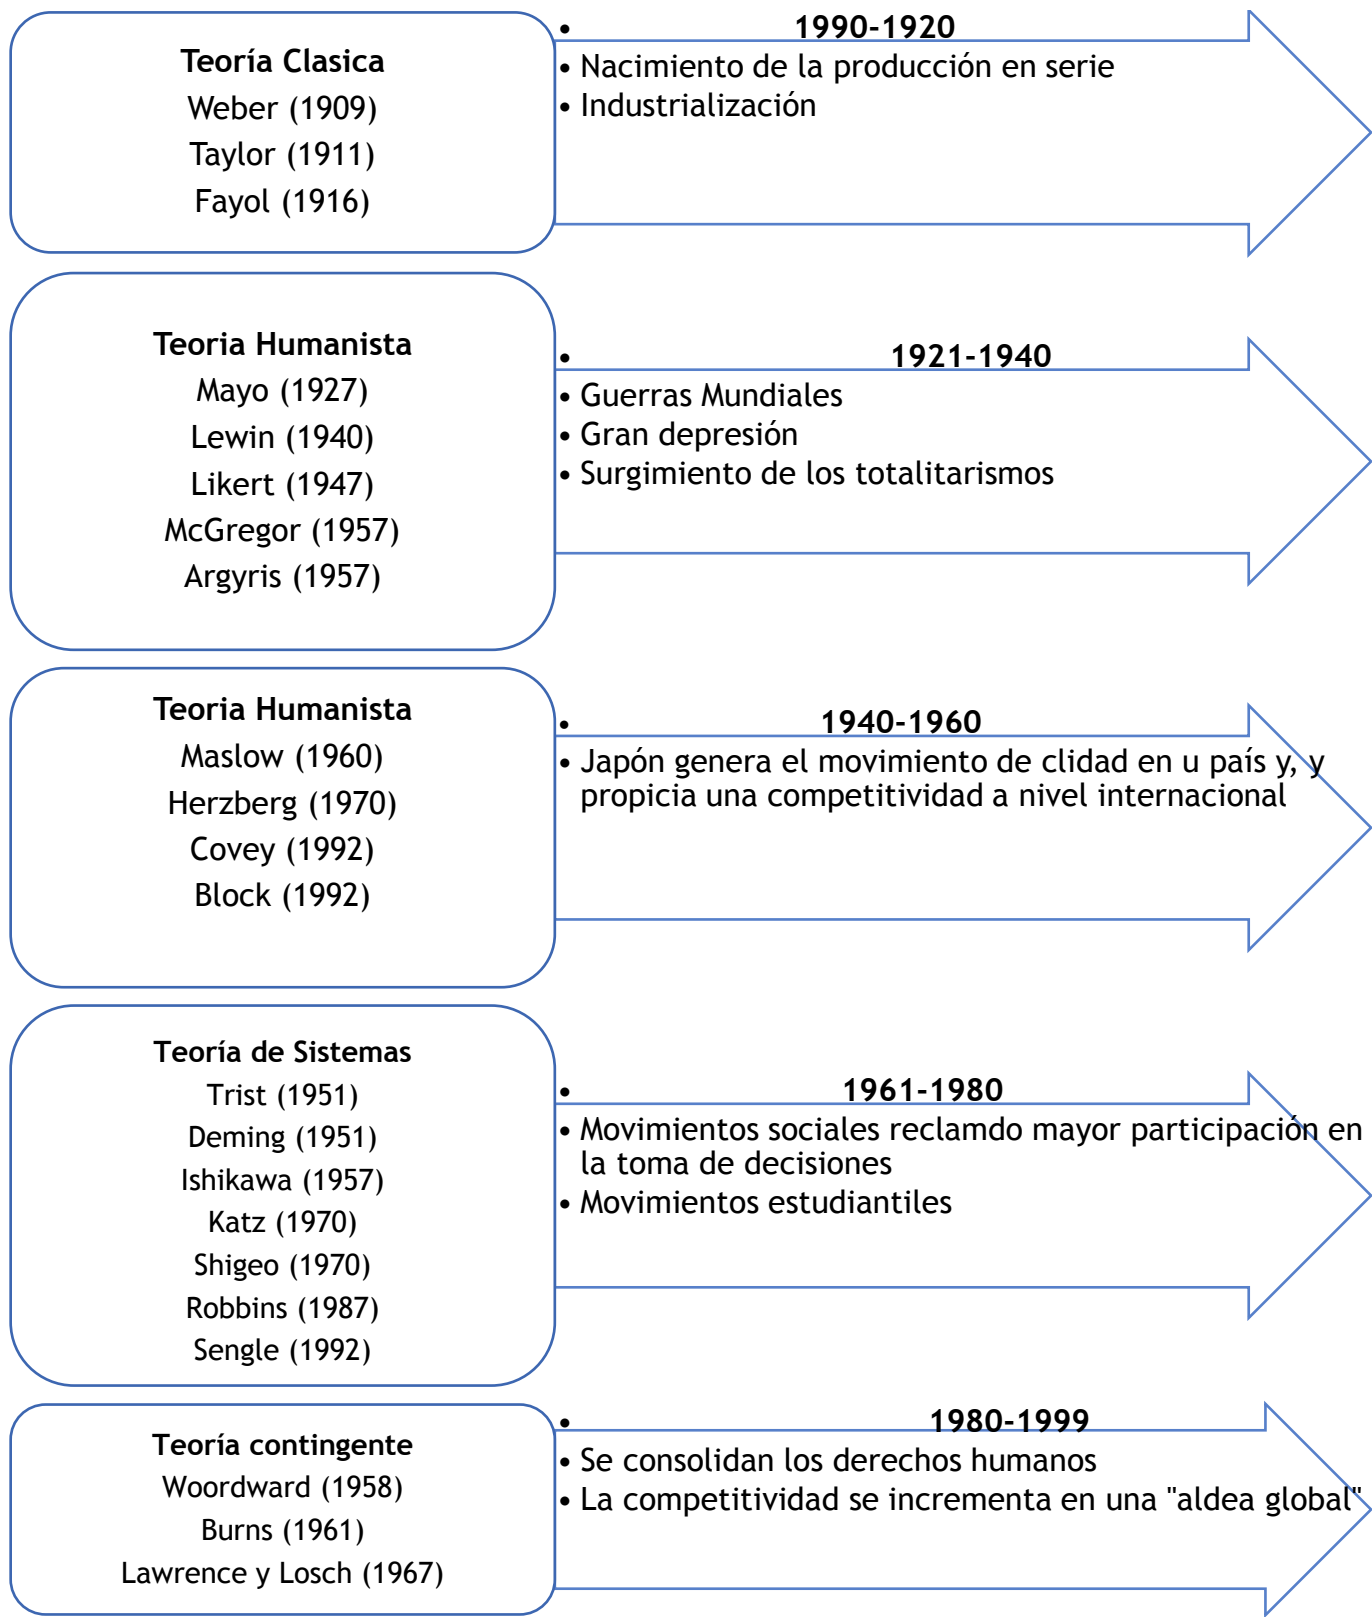 Teoría Clasica
Weber (1909)
Taylor (1911)
Fayol (1916)
• 1990-1920
• Nacimiento de la producción en serie
• Industrialización
Teoria Humanista
Mayo (1927)
Lewin (1940)
Likert (1947)
McGregor (1957)
Argyris (1957)
• 1921-1940
• Guerras Mundiales
• Gran depresión
• Surgimiento de los totalitarismos
Teoria Humanista
Maslow (1960)
Herzberg (1970)
Covey (1992)
Block (1992)
• 1940-1960
• Japón genera el movimiento de clidad en u país y, y
propicia una competitividad a nivel internacional
Teoría de Sistemas
Trist (1951)
Deming (1951)
Ishikawa (1957)
Katz (1970)
Shigeo (1970)
Robbins (1987)
Sengle (1992)
• 1961-1980
• Movimientos sociales reclamdo mayor participación en
la toma de decisiones
• Movimientos estudiantiles
Teoría contingente
Woordward (1958)
Burns (1961)
Lawrence y Losch (1967)
• 1980-1999
• Se consolidan los derechos humanos
• La competitividad se incrementa en una "aldea global"